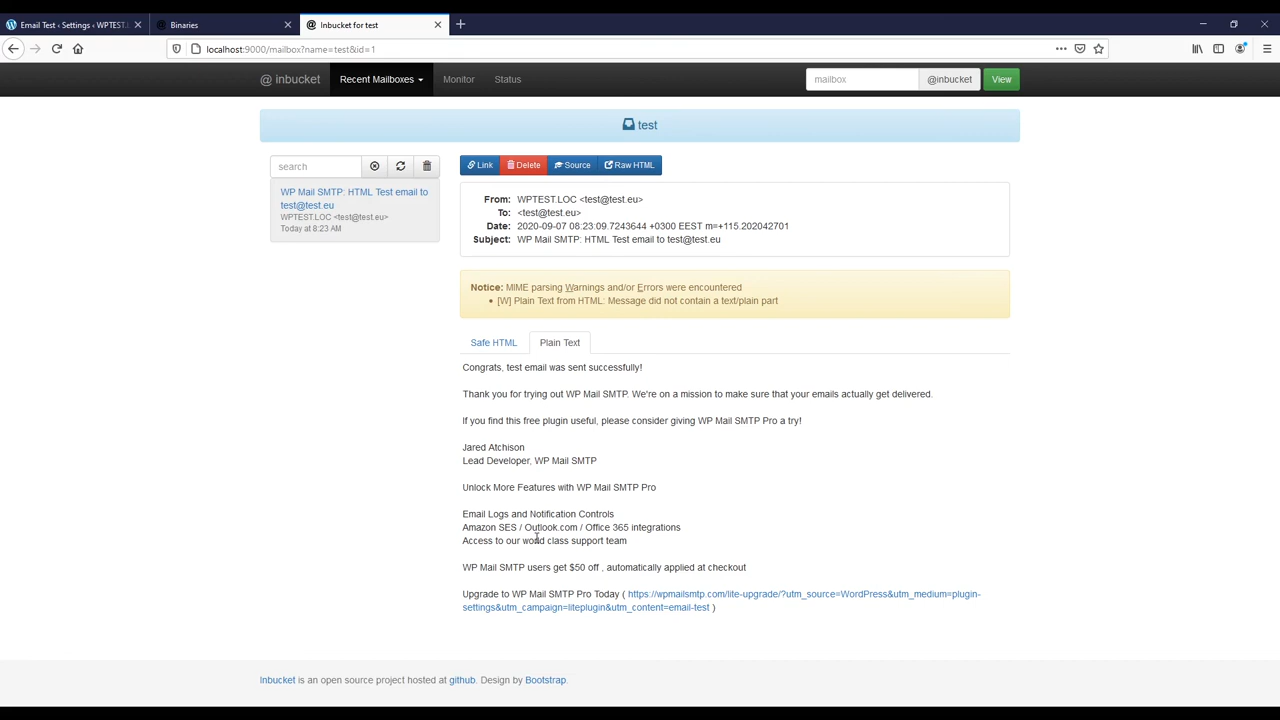 Email Test ‹ Settings ‹ WPTEST.L
Binaries
Inbucket for test
localhost:9000/mailbox?name=test&id=1
@ inbucket
Recent Mailboxes
Monitor
Status
mailbox
@inbucket
View
test
search
Link
Delete
Source
Raw HTML
WP Mail SMTP: HTML Test email to
test@test.eu
WPTEST.LOC <test@test.eu>
Today at 8:23 AM
From: WPTEST.LOC <test@test.eu>
To: <test@test.eu>
Date: 2020-09-07 08:23:09.7243644 +0300 EEST m=+115.202042701
Subject: WP Mail SMTP: HTML Test email to test@test.eu
Notice: MIME parsing Warnings and/or Errors were encountered
• [W] Plain Text from HTML: Message did not contain a text/plain part
Safe HTML
Plain Text
Congrats, test email was sent successfully!
Thank you for trying out WP Mail SMTP. We're on a mission to make sure that your emails actually get delivered.
If you find this free plugin useful, please consider giving WP Mail SMTP Pro a try!
Jared Atchison
Lead Developer, WP Mail SMTP
Unlock More Features with WP Mail SMTP Pro
Email Logs and Notification Controls
Amazon SES / Outlook.com / Office 365 integrations
Access to our world class support team
WP Mail SMTP users get $50 off , automatically applied at checkout
Upgrade to WP Mail SMTP Pro Today ( https://wpmailsmtp.com/lite-upgrade/?utm_source=WordPress&utm_medium=plugin-
settings&utm_campaign=liteplugin&utm_content=email-test )
Inbucket is an open source project hosted at github. Design by Bootstrap.